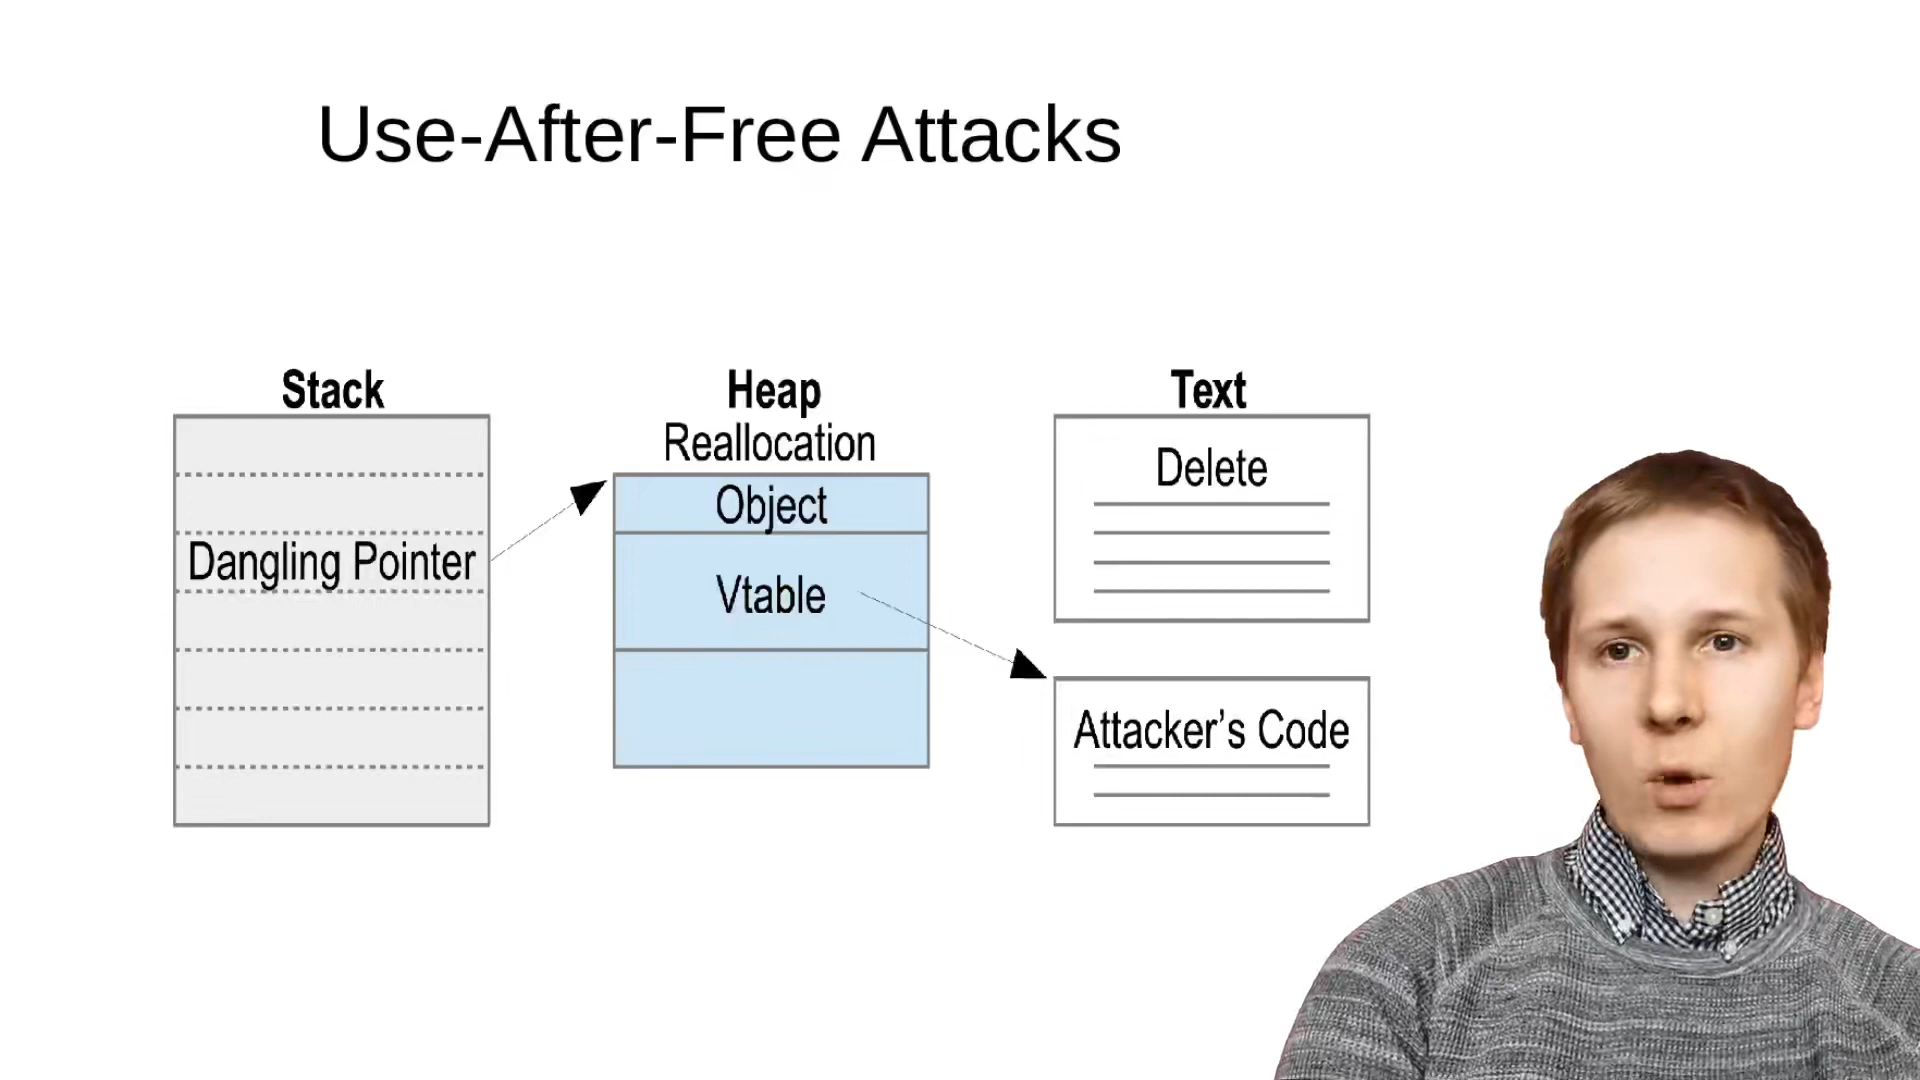 Use-After-Free Attacks
Stack
Dangling Pointer
Heap
Reallocation
Object
Vtable
Text
Delete
Attacker’s Code